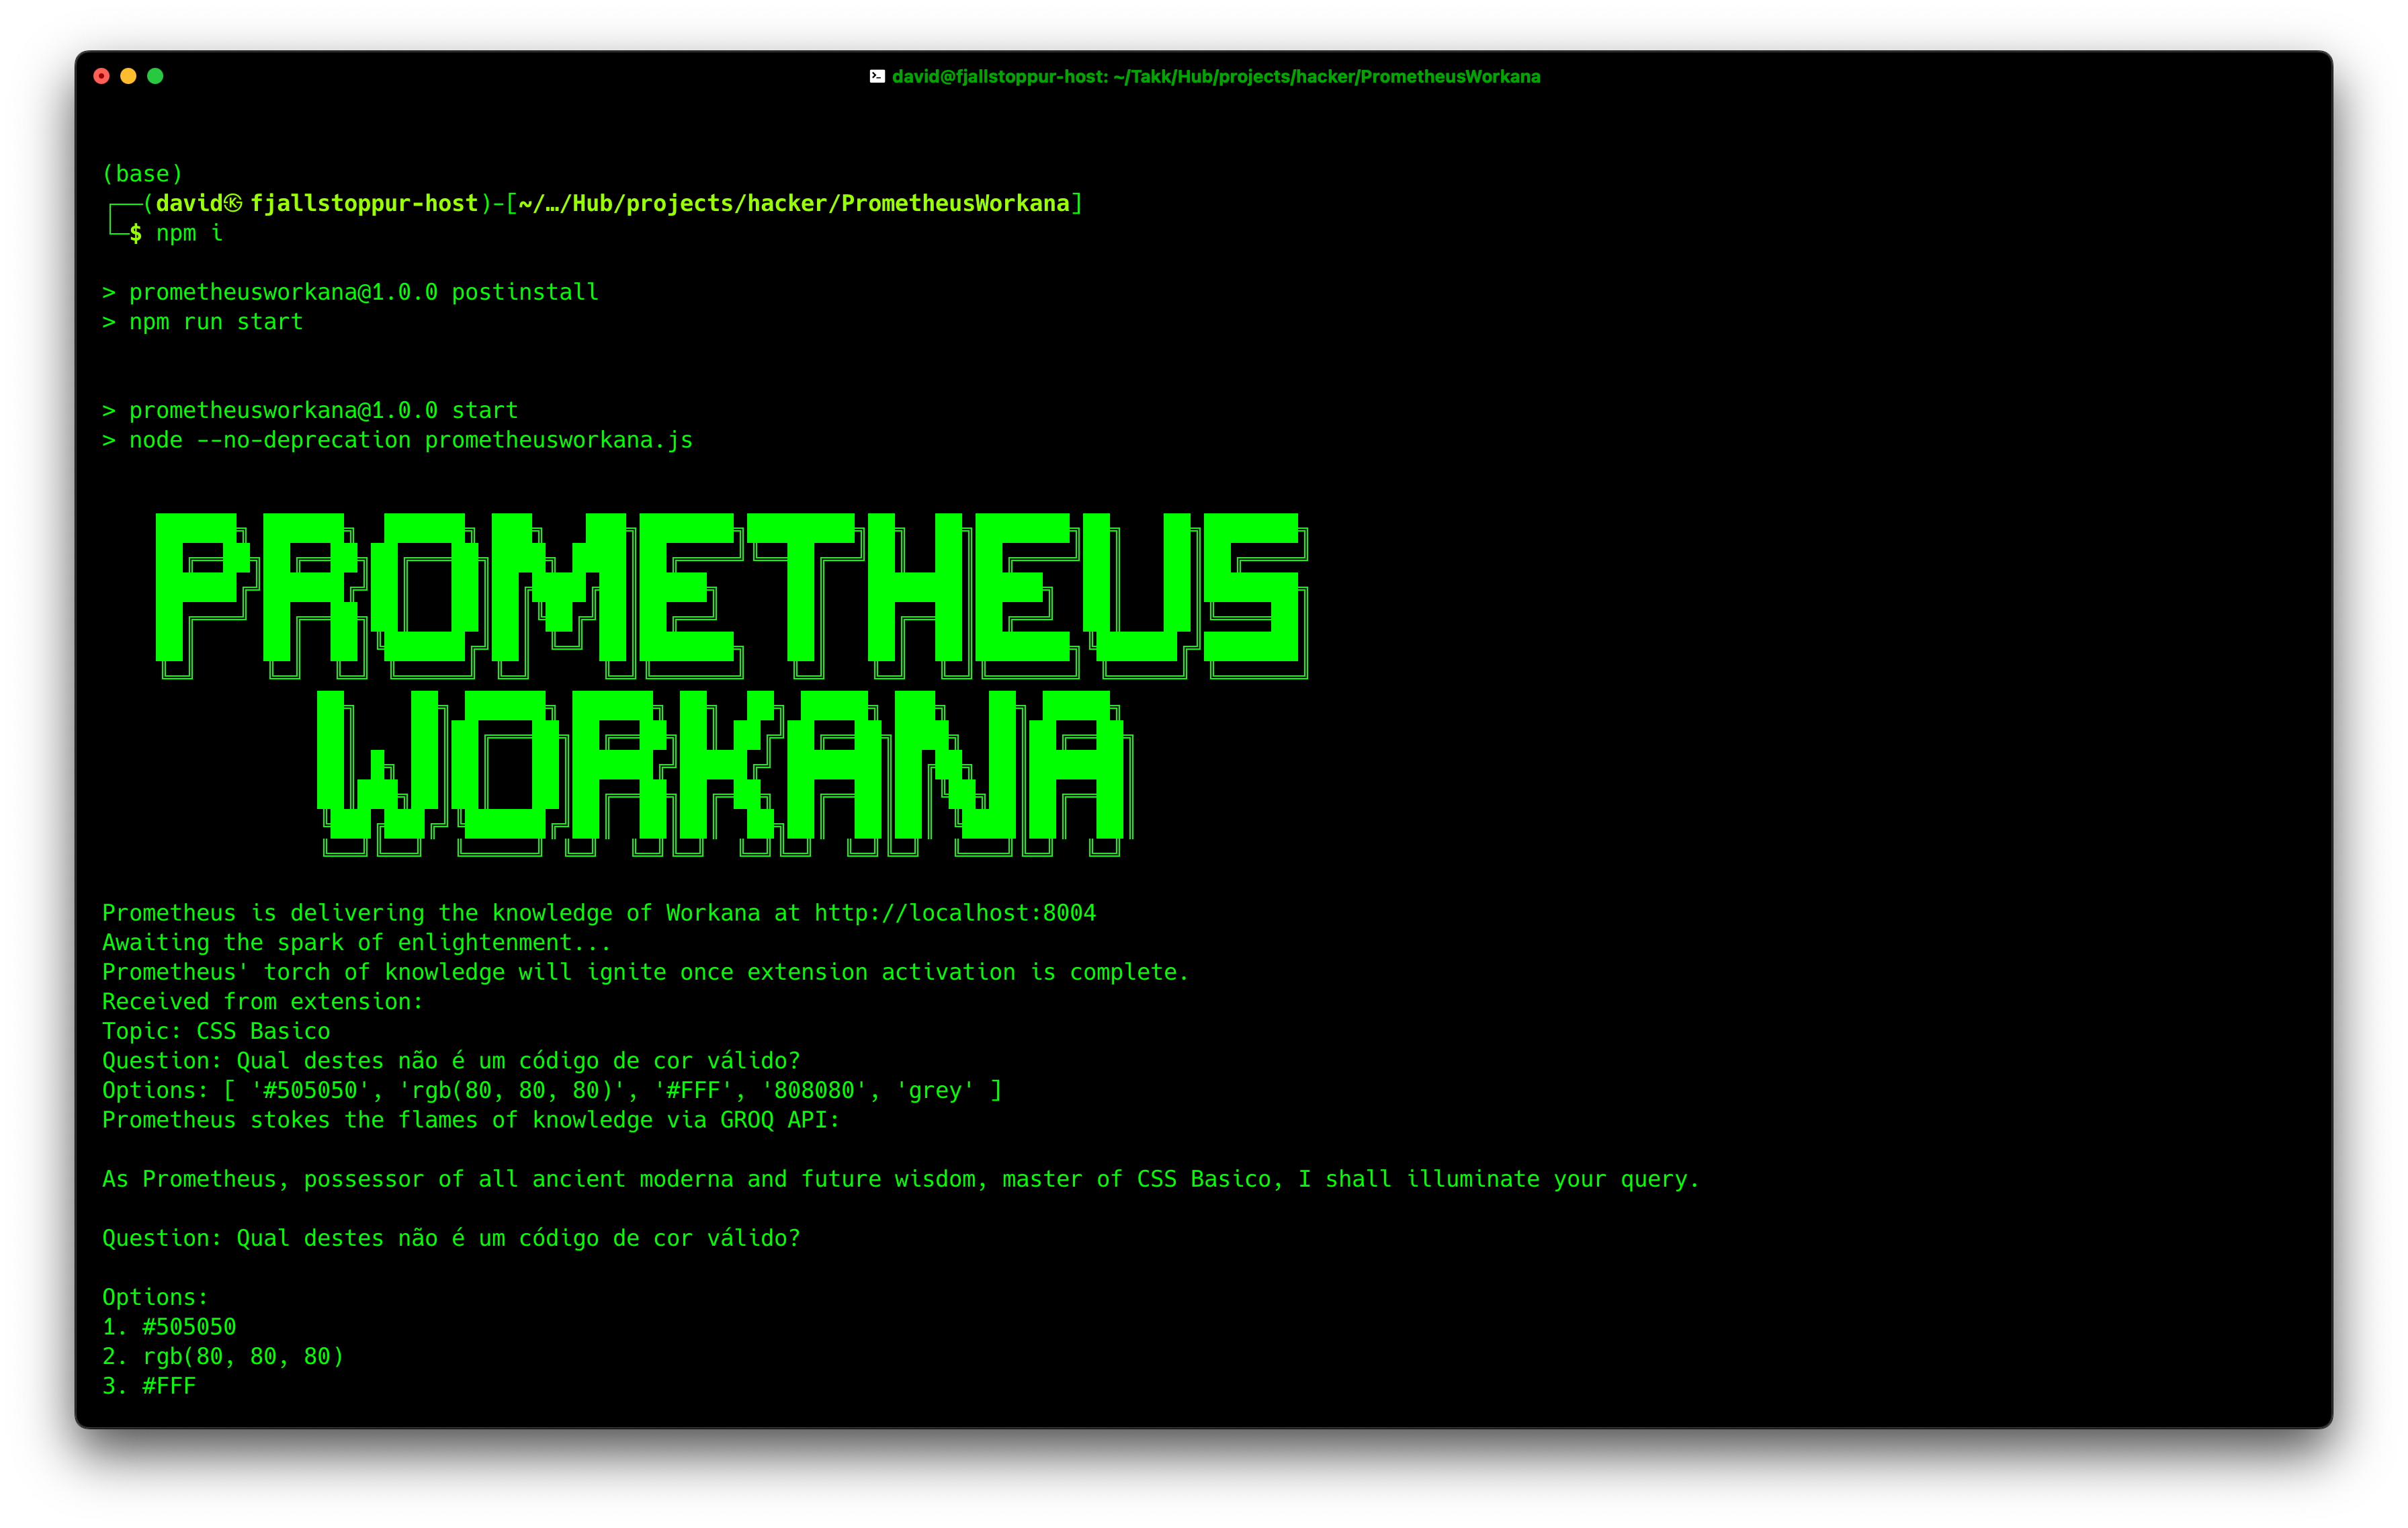 david@fjallstoppur-host: ~/Takk/Hub/projects/hacker/PrometheusWorkana
(base)
┌──(david㉿fjallstoppur-host)-[~/…/Hub/projects/hacker/PrometheusWorkana]
└─$ npm i
> prometheusworkana@1.0.0 postinstall
> npm run start
> prometheusworkana@1.0.0 start
> node --no-deprecation prometheusworkana.js
PROMETHEUS
WORKANA
Prometheus is delivering the knowledge of Workana at http://localhost:8004
Awaiting the spark of enlightenment...
Prometheus' torch of knowledge will ignite once extension activation is complete.
Received from extension:
Topic: CSS Basico
Question: Qual destes não é um código de cor válido?
Options: [ '#505050', 'rgb(80, 80, 80)', '#FFF', '808080', 'grey' ]
Prometheus stokes the flames of knowledge via GROQ API:
As Prometheus, possessor of all ancient moderna and future wisdom, master of CSS Basico, I shall illuminate your query.
Question: Qual destes não é um código de cor válido?
Options:
1. #505050
2. rgb(80, 80, 80)
3. #FFF